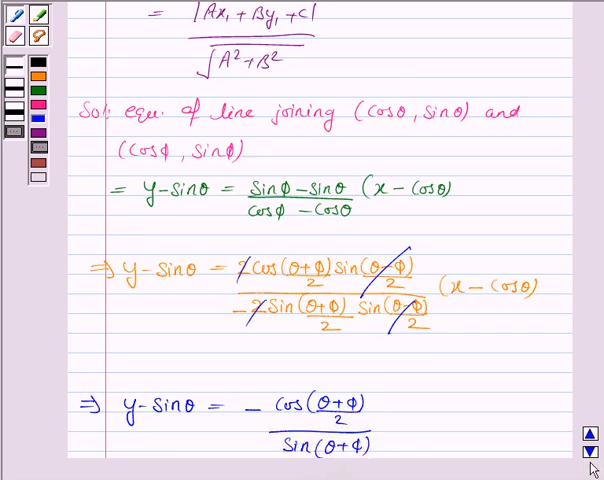 = |Ax₁ + By₁ + C|
√A² + B²
Sol: equ. of line joining (cosθ, sinθ) and
(cosφ, sinφ)
= y-sinθ = sinφ - sinθ (x - cosθ)
cosφ - cosθ
⇒ y-sinθ = 2cos(θ+φ)sin(θ-φ) (x - cosθ)
2 2
-2sin(θ+φ) sin(θ-φ)
2 2
⇒ y-sinθ = - cos(θ+φ)
2
sin(θ+φ)